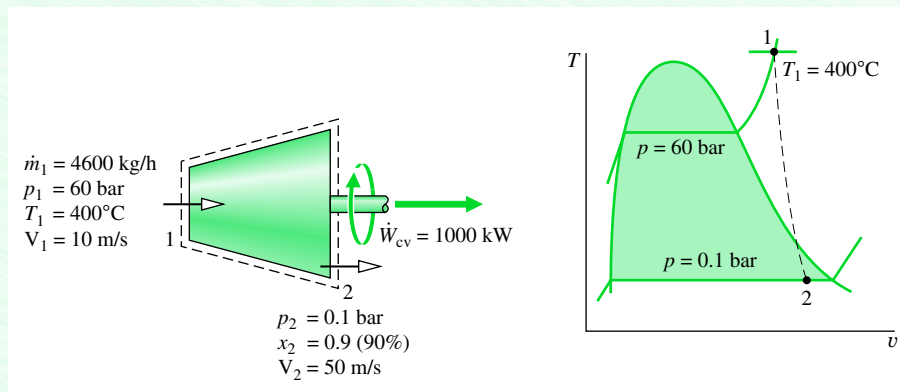 ṁ₁ = 4600 kg/h
p₁ = 60 bar
T₁ = 400°C
V₁ = 10 m/s
1
Ẇcv = 1000 kW
2
p₂ = 0.1 bar
x₂ = 0.9 (90%)
V₂ = 50 m/s
T
1
T₁ = 400°C
p = 60 bar
p = 0.1 bar
2
v